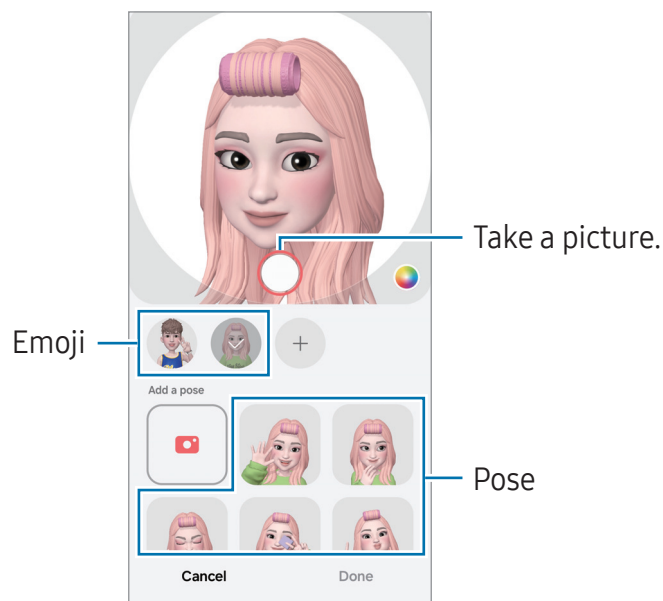 Take a picture.
Emoji
Add a pose
Pose
Cancel
Done